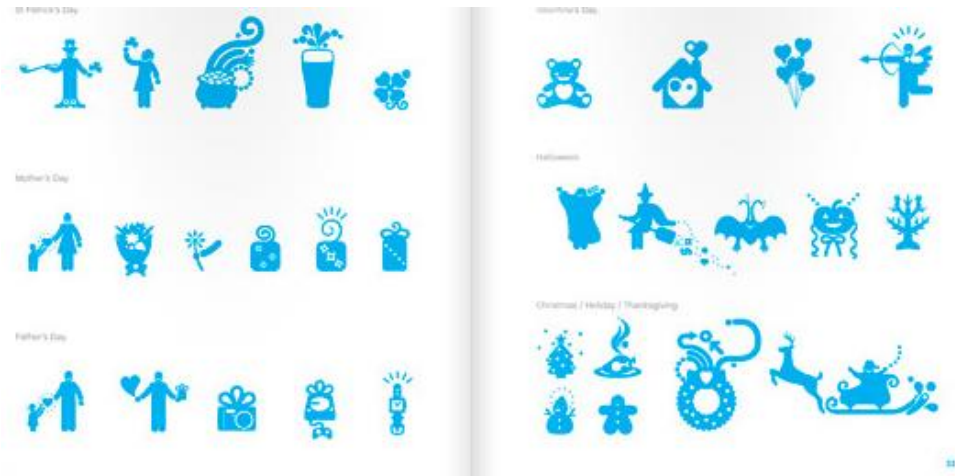 St Patrick's Day
Mother's Day
Father's Day
Valentine's Day
Halloween
Christmas / Holiday / Thanksgiving